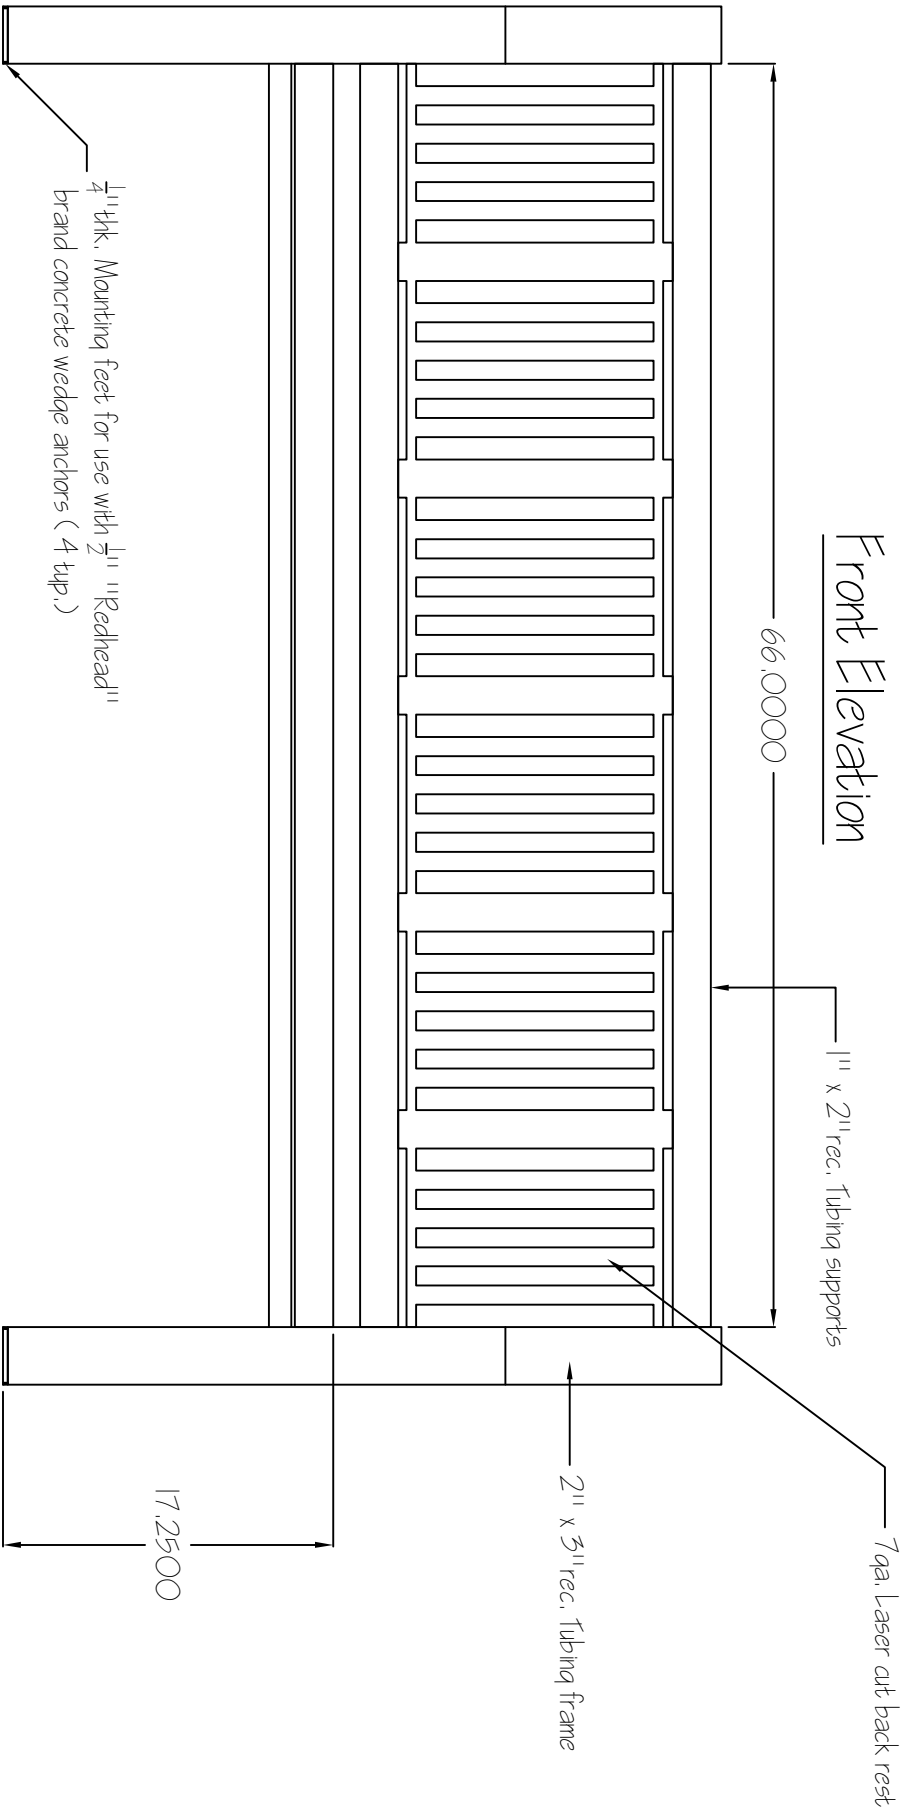 Front Elevation
66.0000
1" x 2" rec. Tubing supports
7ga. Laser cut back rest
2" x 3" rec. Tubing frame
17.2500
1/4" thk. Mounting feet for use with 1/2" "Redhead"
brand concrete wedge anchors (4 typ.)